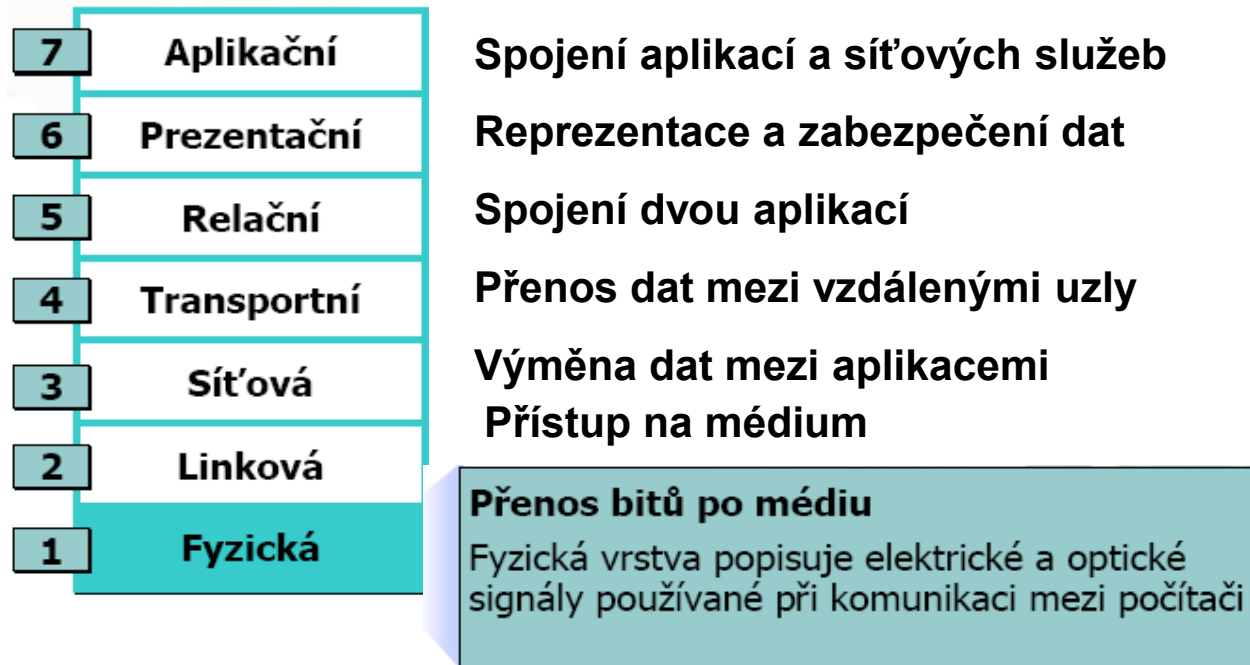 7 Aplikační Spojení aplikací a síťových služeb
6 Prezentační Reprezentace a zabezpečení dat
5 Relační Spojení dvou aplikací
4 Transportní Přenos dat mezi vzdálenými uzly
3 Síťová Výměna dat mezi aplikacemi
2 Linková Přístup na médium
1 Fyzická Přenos bitů po médiu
Fyzická vrstva popisuje elektrické a optické
signály používané při komunikaci mezi počítači